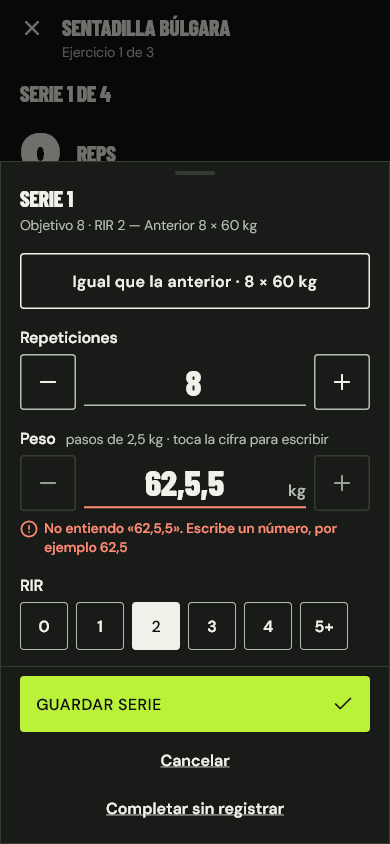 SENTADILLA BÚLGARA
Ejercicio 1 de 3
SERIE 1 DE 4
REPS
SERIE 1
Objetivo 8 · RIR 2 — Anterior 8 × 60 kg
Igual que la anterior · 8 × 60 kg
Repeticiones
− 8 +
Peso pasos de 2,5 kg · toca la cifra para escribir
− 62,5,5 kg +
No entiendo «62,5,5». Escribe un número, por
ejemplo 62,5
RIR
0 1 2 3 4 5+
GUARDAR SERIE
Cancelar
Completar sin registrar